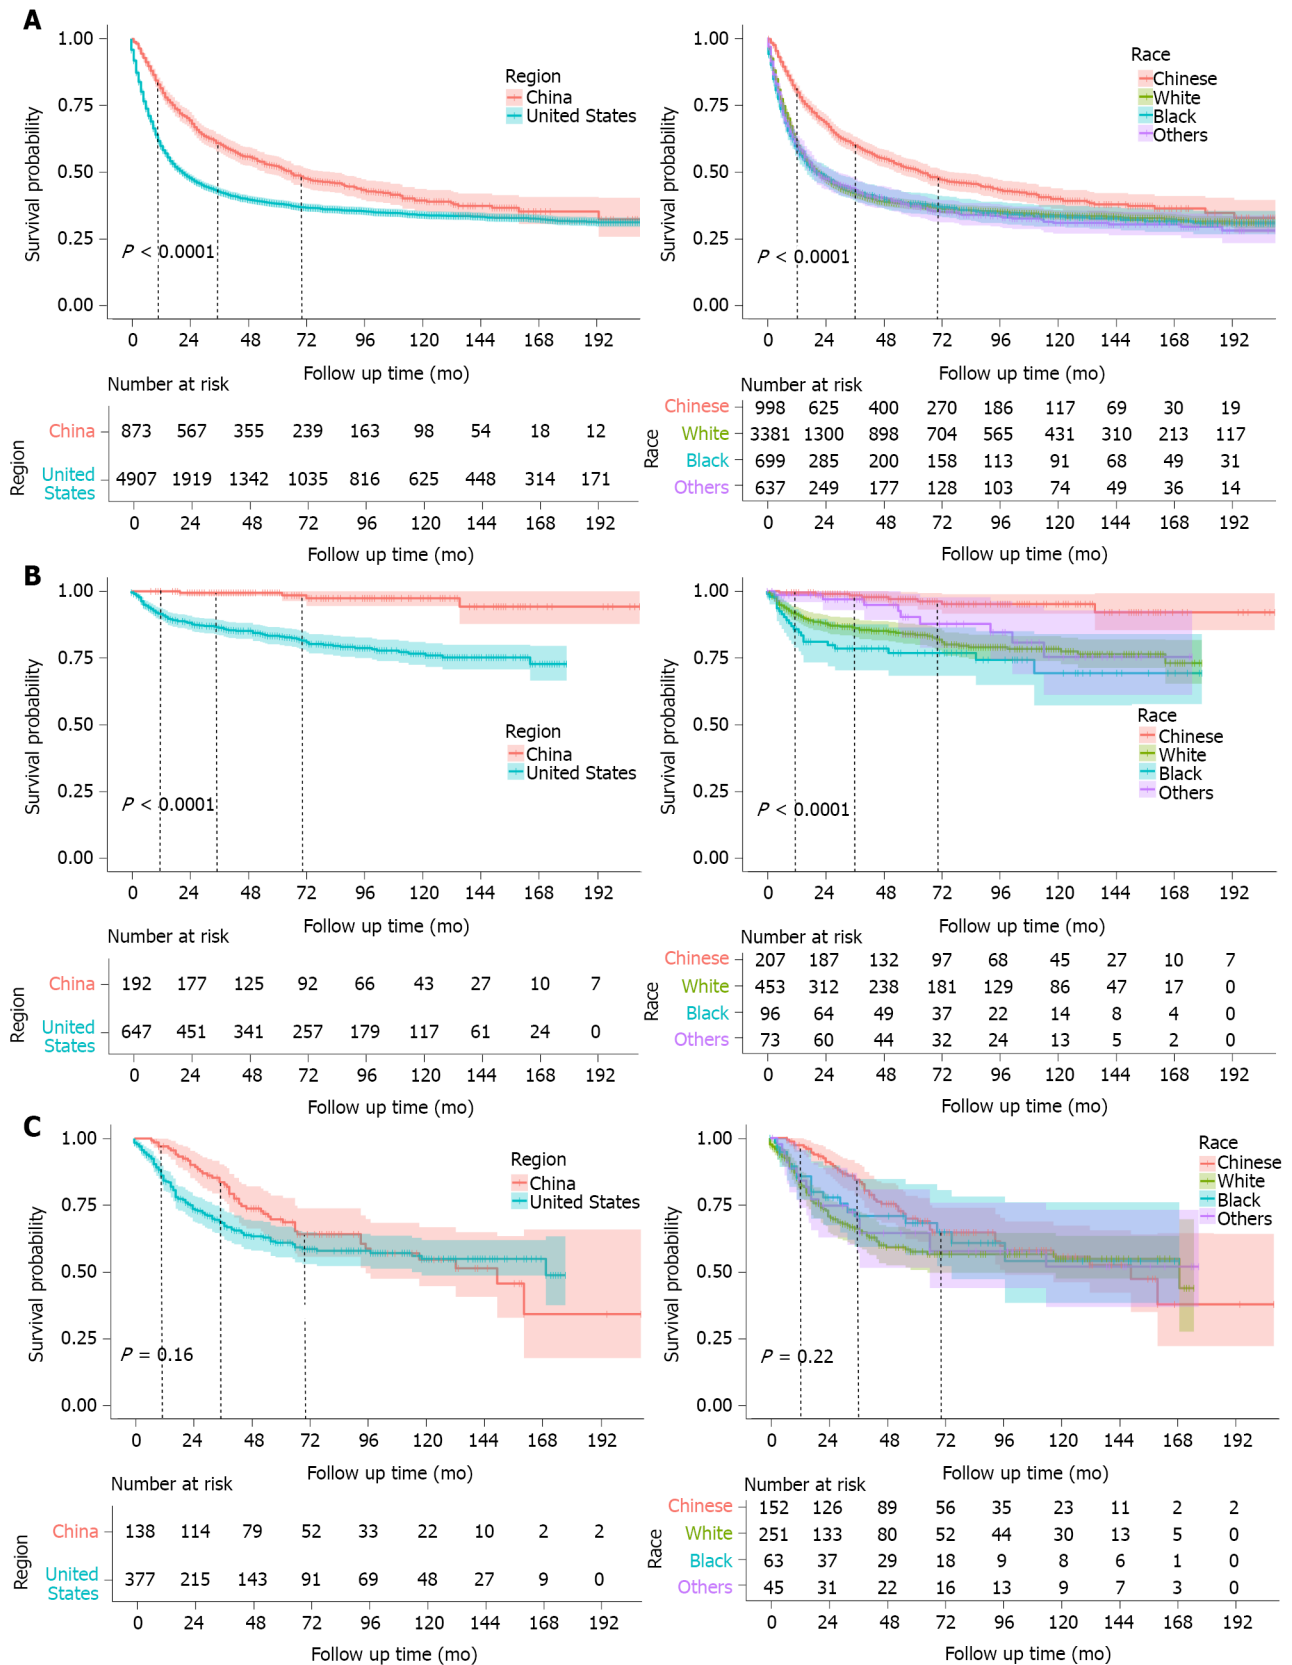 A
1.00
0.75
0.50
0.25
0.00
Survival probability
Region
China
United States
P < 0.0001
0 24 48 72 96 120 144 168 192
Follow up time (mo)
Number at risk
Region
China 873 567 355 239 163 98 54 18 12
United States 4907 1919 1342 1035 816 625 448 314 171
0 24 48 72 96 120 144 168 192
Follow up time (mo)
1.00
0.75
0.50
0.25
0.00
Survival probability
Race
Chinese
White
Black
Others
P < 0.0001
0 24 48 72 96 120 144 168 192
Follow up time (mo)
Number at risk
Race
Chinese 998 625 400 270 186 117 69 30 19
White 3381 1300 898 704 565 431 310 213 117
Black 699 285 200 158 113 91 68 49 31
Others 637 249 177 128 103 74 49 36 14
0 24 48 72 96 120 144 168 192
Follow up time (mo)
B
1.00
0.75
0.50
0.25
0.00
Survival probability
Region
China
United States
P < 0.0001
0 24 48 72 96 120 144 168 192
Follow up time (mo)
Number at risk
Region
China 192 177 125 92 66 43 27 10 7
United States 647 451 341 257 179 117 61 24 0
0 24 48 72 96 120 144 168 192
Follow up time (mo)
1.00
0.75
0.50
0.25
0.00
Survival probability
Race
Chinese
White
Black
Others
P < 0.0001
0 24 48 72 96 120 144 168 192
Follow up time (mo)
Number at risk
Race
Chinese 207 187 132 97 68 45 27 10 7
White 453 312 238 181 129 86 47 17 0
Black 96 64 49 37 22 14 8 4 0
Others 73 60 44 32 24 13 5 2 0
0 24 48 72 96 120 144 168 192
Follow up time (mo)
C
1.00
0.75
0.50
0.25
0.00
Survival probability
Region
China
United States
P = 0.16
0 24 48 72 96 120 144 168 192
Follow up time (mo)
Number at risk
Region
China 138 114 79 52 33 22 10 2 2
United States 377 215 143 91 69 48 27 9 0
0 24 48 72 96 120 144 168 192
Follow up time (mo)
1.00
0.75
0.50
0.25
0.00
Survival probability
Race
Chinese
White
Black
Others
P = 0.22
0 24 48 72 96 120 144 168 192
Follow up time (mo)
Number at risk
Race
Chinese 152 126 89 56 35 23 11 2 2
White 251 133 80 52 44 30 13 5 0
Black 63 37 29 18 9 8 6 1 0
Others 45 31 22 16 13 9 7 3 0
0 24 48 72 96 120 144 168 192
Follow up time (mo)